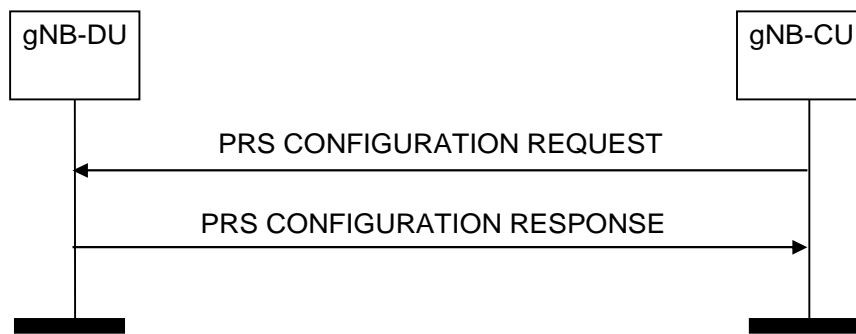 gNB-DU
gNB-CU
PRS CONFIGURATION REQUEST
PRS CONFIGURATION RESPONSE